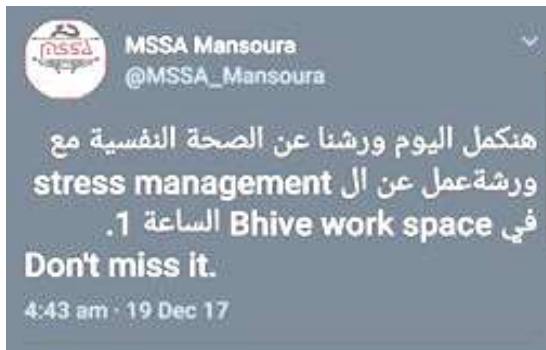 MSSA
MSSA Mansoura
@MSSA_Mansoura
هنكمل اليوم ورشنا عن الصحة النفسية مع
ورشةعمل عن ال stress management
في Bhive work space الساعة 1.
Don't miss it.
4:43 am · 19 Dec 17